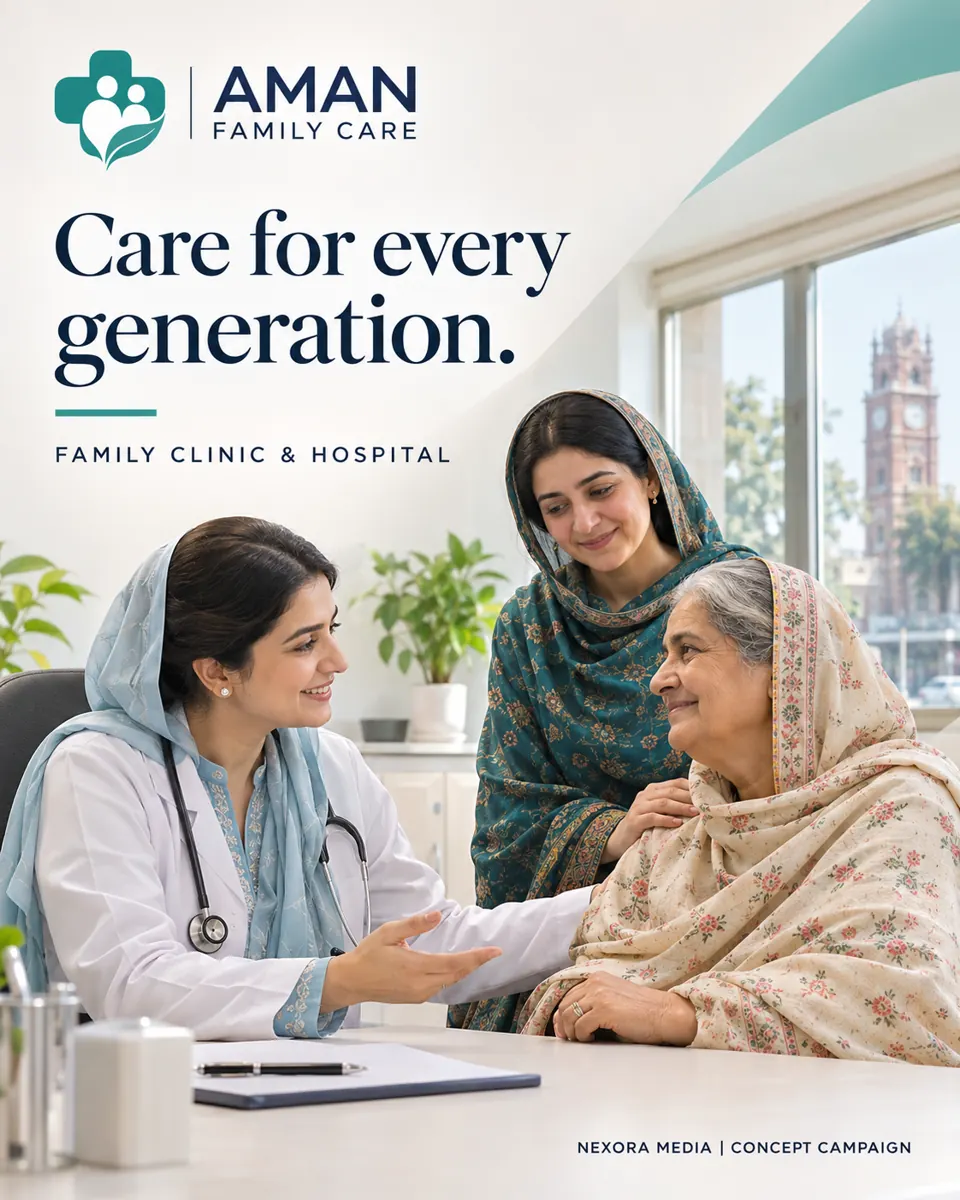 AMAN
FAMILY CARE
Care for every
generation.
FAMILY CLINIC & HOSPITAL
NEXORA MEDIA | CONCEPT CAMPAIGN